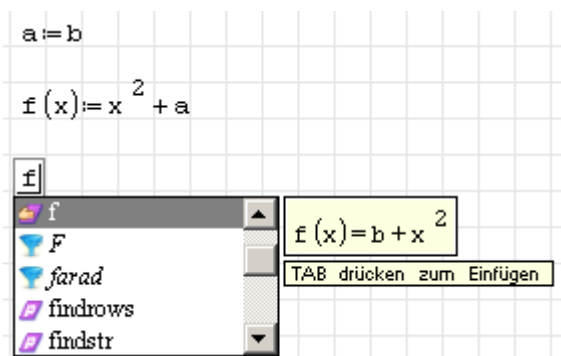 a:=b
f(x):=x²+a
f
f
F
farad
findrows
findstr
f(x)=b+x²
TAB drücken zum Einfügen